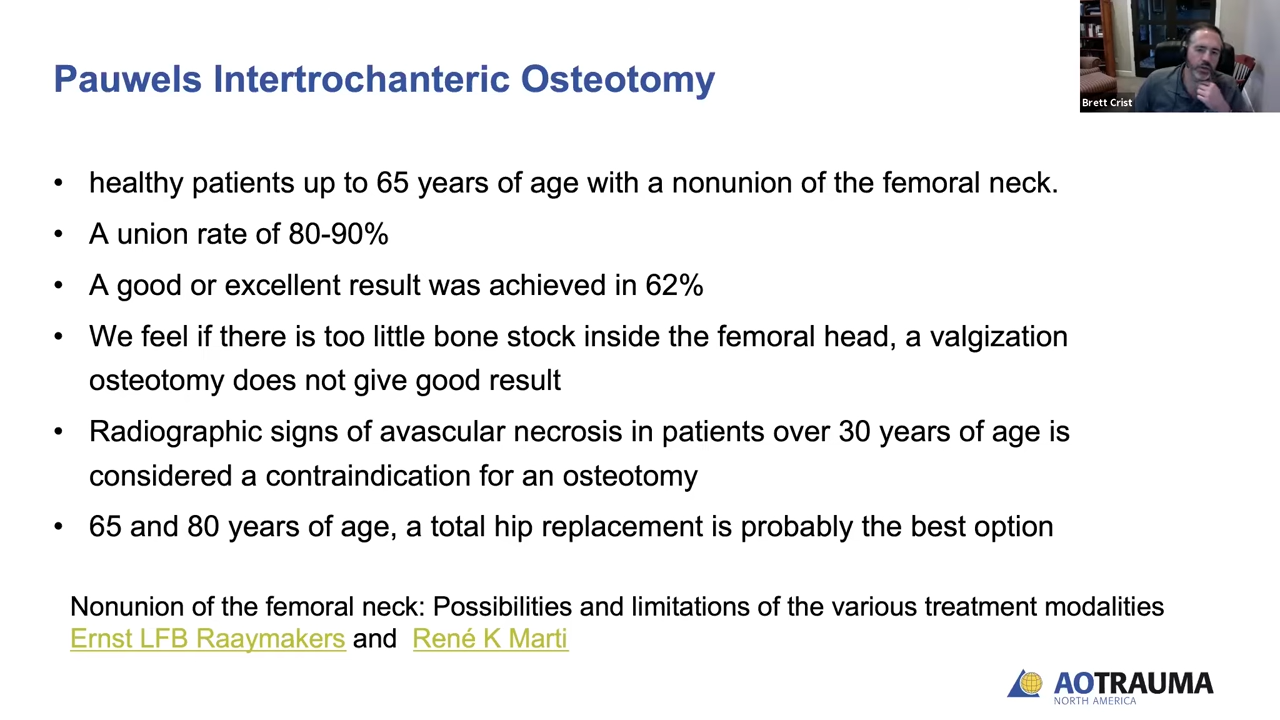 Pauwels Intertrochanteric Osteotomy
Brett Crist
• healthy patients up to 65 years of age with a nonunion of the femoral neck.
• A union rate of 80-90%
• A good or excellent result was achieved in 62%
• We feel if there is too little bone stock inside the femoral head, a valgization
osteotomy does not give good result
• Radiographic signs of avascular necrosis in patients over 30 years of age is
considered a contraindication for an osteotomy
• 65 and 80 years of age, a total hip replacement is probably the best option
Nonunion of the femoral neck: Possibilities and limitations of the various treatment modalities
Ernst LFB Raaymakers and René K Marti
AOTRAUMA
NORTH AMERICA